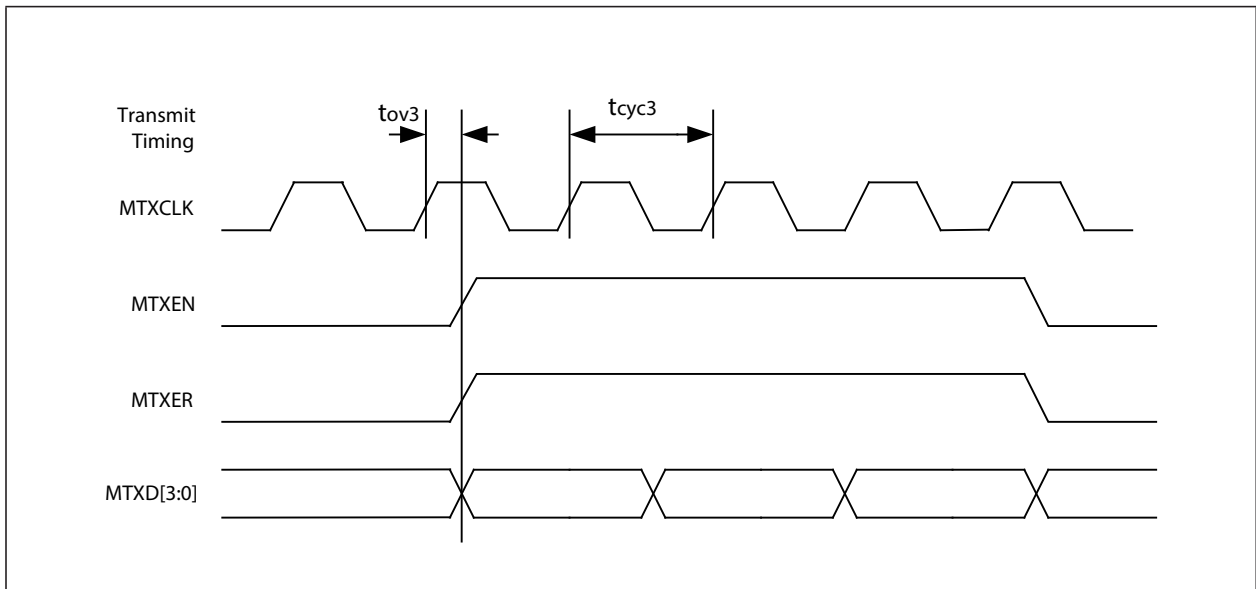 Transmit
Timing
tov3
tcyc3
MTXCLK
MTXEN
MTXER
MTXD[3:0]